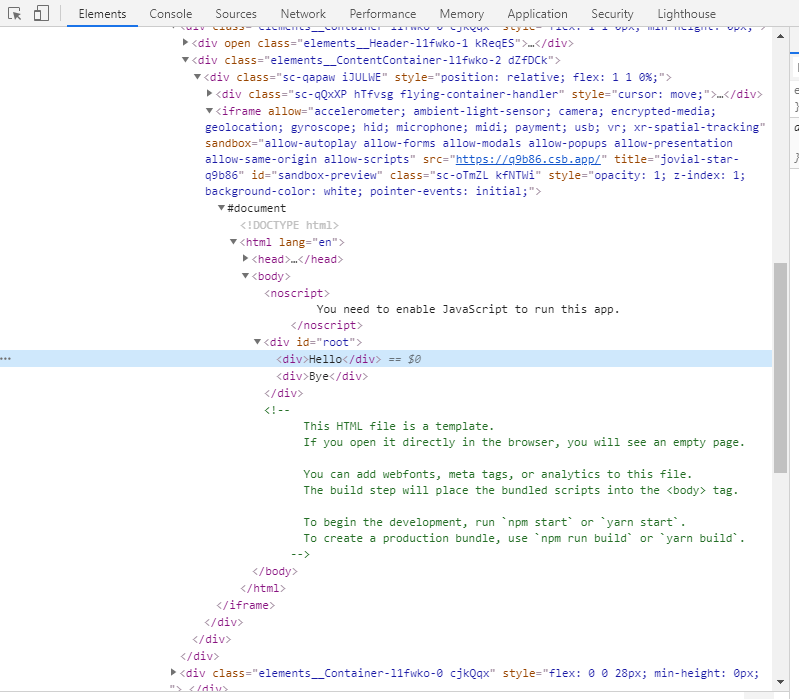 Elements Console Sources Network Performance Memory Application Security Lighthouse
<div class="elements__Container-l1fwko-0 cjkQqx" style="flex: 1 1 0px; min-height: 0px;">
<div open class="elements__Header-l1fwko-1 kReqES">…</div>
<div class="elements__ContentContainer-l1fwko-2 dZfDCk">
<div class="sc-qapaw iJULWE" style="position: relative; flex: 1 1 0%;">
<div class="sc-qQxXP hTfvsg flying-container-handler" style="cursor: move;">…</div>
<iframe allow="accelerometer; ambient-light-sensor; camera; encrypted-media;
geolocation; gyroscope; hid; microphone; midi; payment; usb; vr; xr-spatial-tracking"
sandbox="allow-autoplay allow-forms allow-modals allow-popups allow-presentation
allow-same-origin allow-scripts" src="https://q9b86.csb.app/" title="jovial-star-
q9b86" id="sandbox-preview" class="sc-oTmZL kfNTWi" style="opacity: 1; z-index: 1;
background-color: white; pointer-events: initial;">
#document
<!DOCTYPE html>
<html lang="en">
<head>…</head>
<body>
<noscript>
You need to enable JavaScript to run this app.
</noscript>
<div id="root">
<div>Hello</div> == $0
<div>Bye</div>
</div>
<!--
This HTML file is a template.
If you open it directly in the browser, you will see an empty page.
You can add webfonts, meta tags, or analytics to this file.
The build step will place the bundled scripts into the <body> tag.
To begin the development, run `npm start` or `yarn start`.
To create a production bundle, use `npm run build` or `yarn build`.
-->
</body>
</html>
</iframe>
</div>
</div>
</div>
<div class="elements__Container-l1fwko-0 cjkQqx" style="flex: 0 0 28px; min-height: 0px;
">…</div>